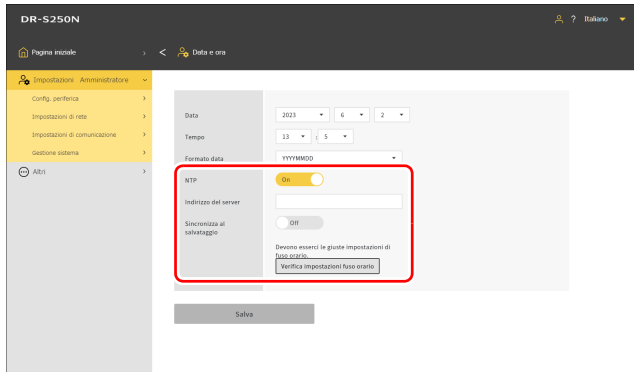 DR-S250N
? Italiano
Pagina iniziale
Data e ora
Impostazioni Amministratore
Config. periferica
Impostazioni di rete
Impostazioni di comunicazione
Gestione sistema
Altri
Data
2023 6 2
Tempo
13 : 5
Formato data
YYYYMMDD
NTP
On
Indirizzo del server
Sincronizza al
salvataggio
Off
Devono esserci le giuste impostazioni di
fuso orario.
Verifica impostazioni fuso orario
Salva